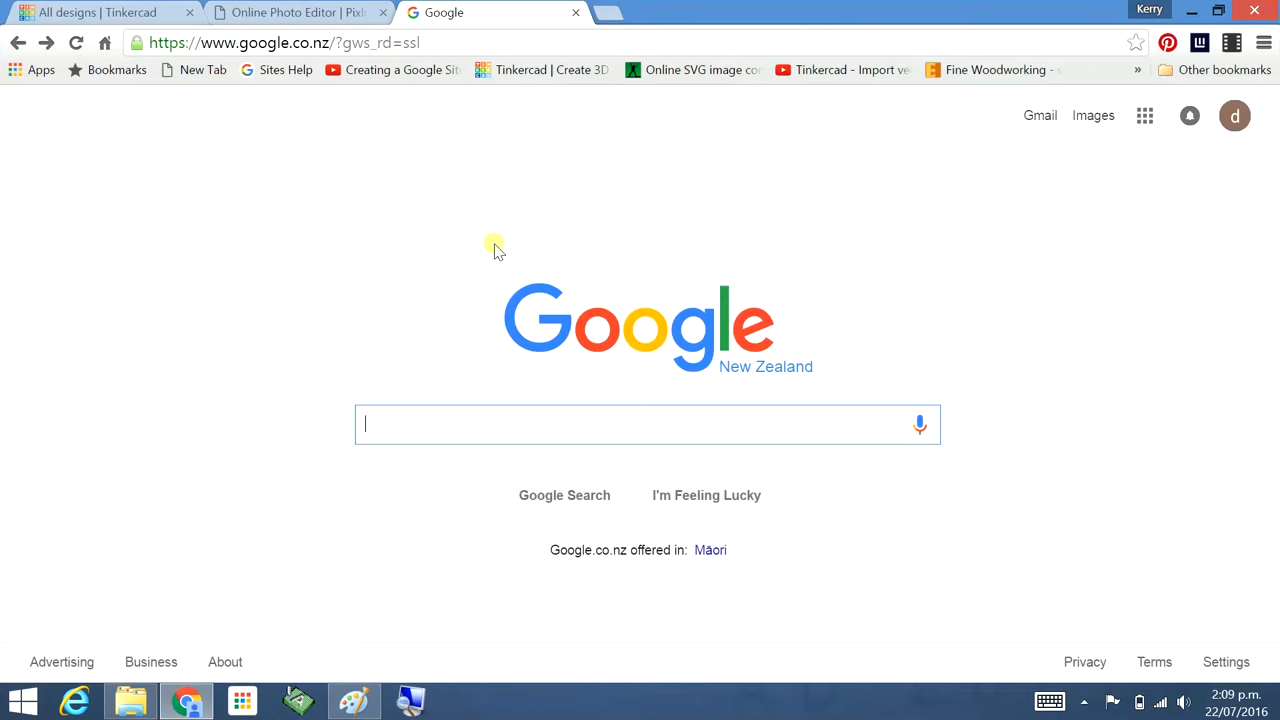 All designs | Tinkercad
Online Photo Editor | Pixlr
Google
Kerry
https://www.google.co.nz/?gws_rd=ssl
Apps
Bookmarks
New Tab
Sites Help
Creating a Google Sit
Tinkercad | Create 3D
Online SVG image co
Tinkercad - Import ve
Fine Woodworking -
»
Other bookmarks
Gmail
Images
d
Google
New Zealand
Google Search
I'm Feeling Lucky
Google.co.nz offered in: Māori
Advertising
Business
About
Privacy
Terms
Settings
2:09 p.m.
22/07/2016